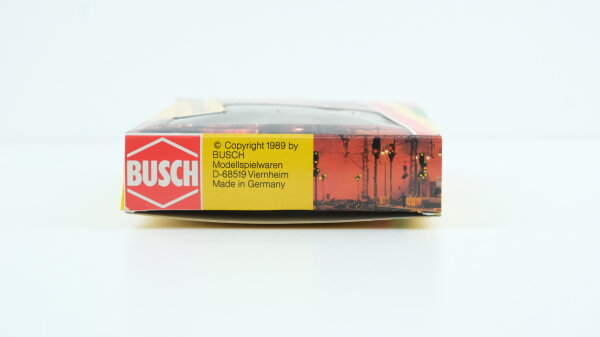 BUSCH
© Copyright 1989 by
BUSCH
Modellspielwaren
D-68519 Viernheim
Made in Germany